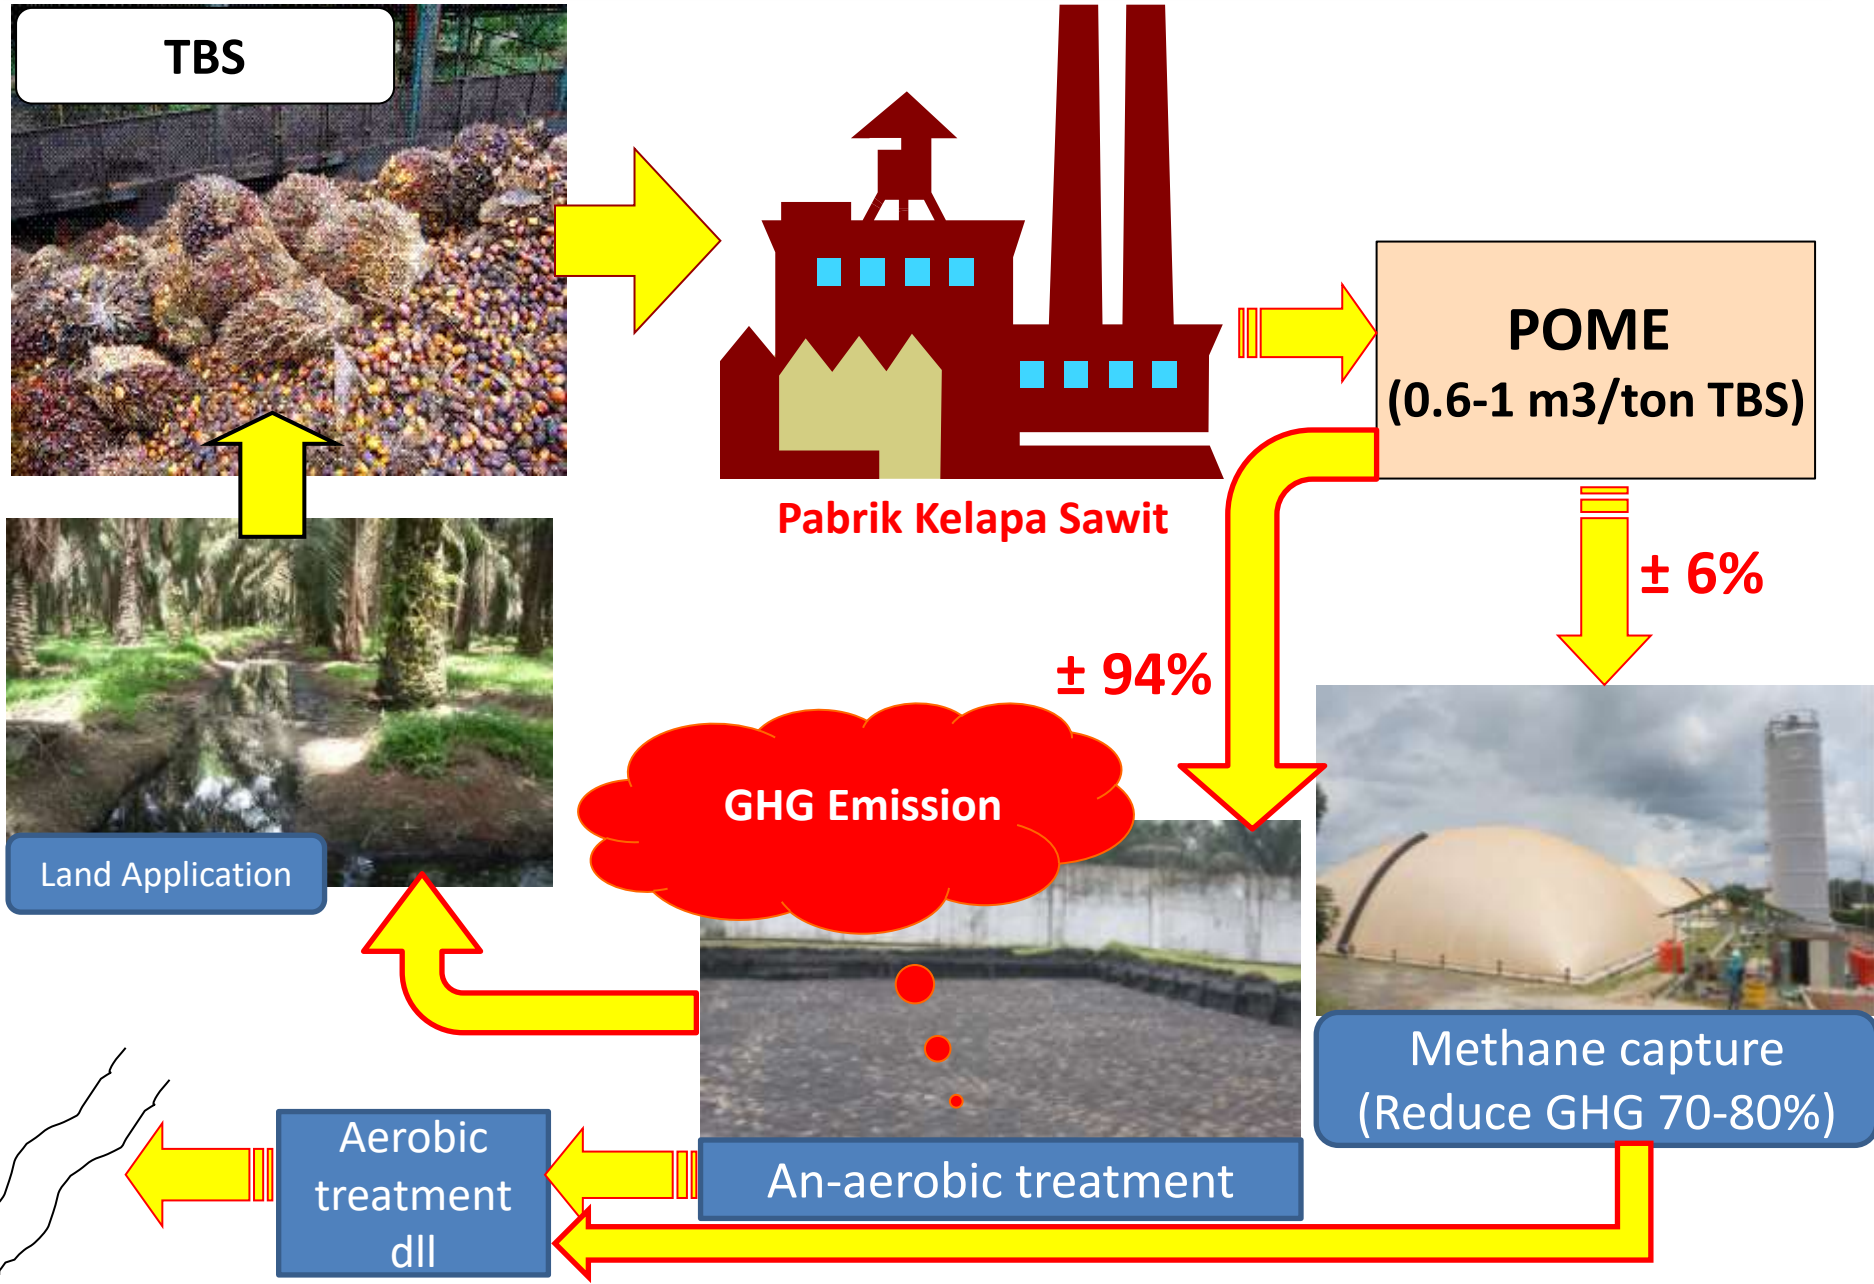 TBS
POME
(0.6-1 m3/ton TBS)
Pabrik Kelapa Sawit
± 6%
± 94%
GHG Emission
Land Application
Methane capture
(Reduce GHG 70-80%)
Aerobic
treatment
dll
An-aerobic treatment